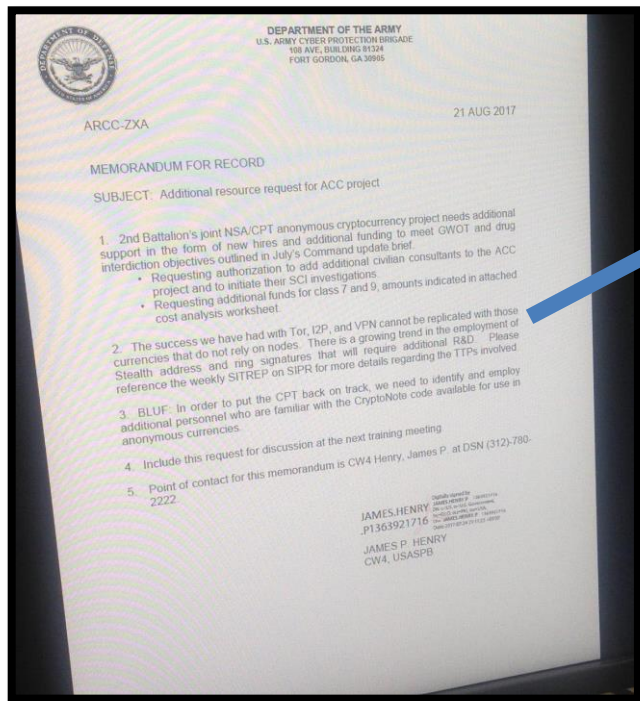 DEPARTMENT OF THE ARMY
U.S. ARMY CYBER PROTECTION BRIGADE
108 AVE, BUILDING 91324
FORT GORDON, GA 30905
ARCC-ZXA
21 AUG 2017
MEMORANDUM FOR RECORD
SUBJECT: Additional resource request for ACC project
1. 2nd Battalion's joint NSA/CPT anonymous cryptocurrency project needs additional
support in the form of new hires and additional funding to meet GWOT and drug
interdiction objectives outlined in July's Command update brief.
• Requesting authorization to add additional civilian consultants to the ACC
project and to initiate their SCI investigations
• Requesting additional funds for class 7 and 9, amounts indicated in attached
cost analysis worksheet.
2. The success we have had with Tor, I2P, and VPN cannot be replicated with those
currencies that do not rely on nodes. There is a growing trend in the employment of
Stealth address and ring signatures that will require additional R&D. Please
reference the weekly SITREP on SIPR for more details regarding the TTPs involved.
3. BLUF: In order to put the CPT back on track, we need to identify and employ
additional personnel who are familiar with the CryptoNote code available for use in
anonymous currencies.
4. Include this request for discussion at the next training meeting
5. Point of contact for this memorandum is CW4 Henry, James P. at DSN (312)-780-
2222.
JAMES.HENRY
.P1363921716
Digitally signed by
JAMES P. HENRY
CW4, USASPB